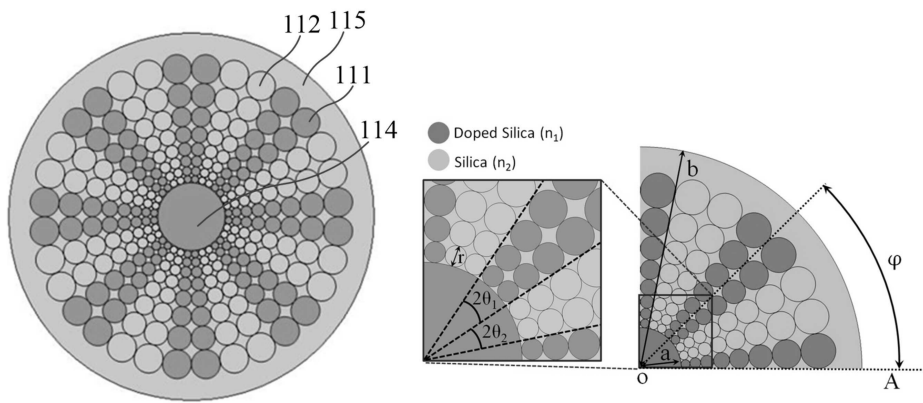 112
115
111
114
Doped Silica (n₁)
Silica (n₂)
r
2θ₁
2θ₂
b
φ
a
o
A